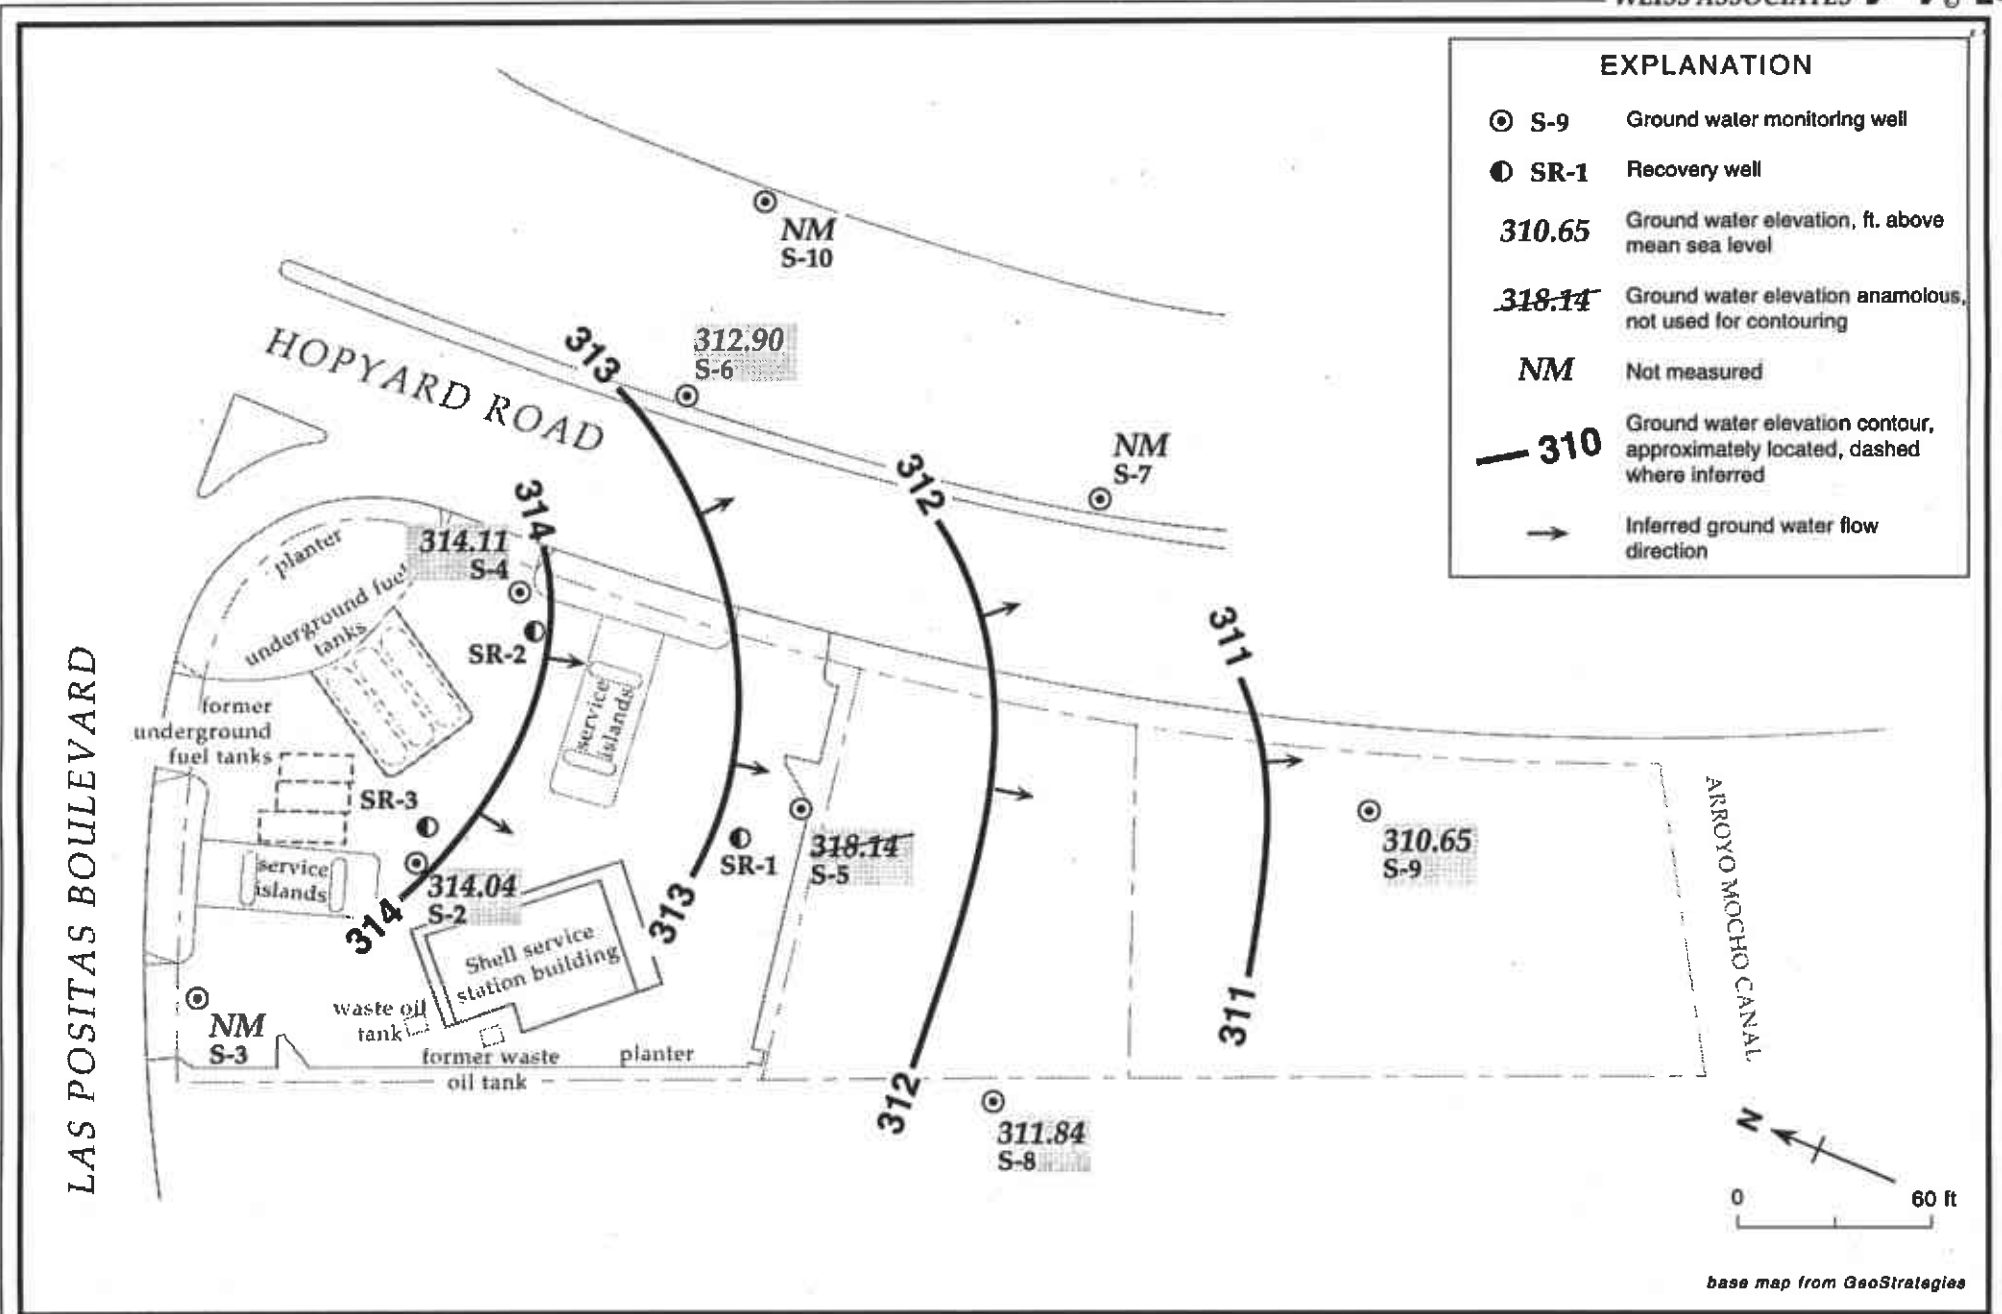 WEISS ASSOCIATES
EXPLANATION
S-9 Ground water monitoring well
SR-1 Recovery well
310.65 Ground water elevation, ft. above
mean sea level
318.14 Ground water elevation anamolous,
not used for contouring
NM Not measured
310 Ground water elevation contour,
approximately located, dashed
where inferred
Inferred ground water flow
direction
NM
S-10
HOPYARD ROAD
313
312.90
S-6
312
NM
S-7
314
314.11
S-4
planter
underground fuel
tanks
SR-2
service
islands
311
former
underground
fuel tanks
SR-3
service
islands
314.04
S-2
314
SR-1
318.14
S-5
313
310.65
S-9
Shell service
station building
waste oil
tank
NM
S-3
former waste
oil tank
planter
312
311
311.84
S-8
LAS POSITAS BOULEVARD
ARROYO MOCHO CANAL
N
0 60 ft
base map from GeoStrategies